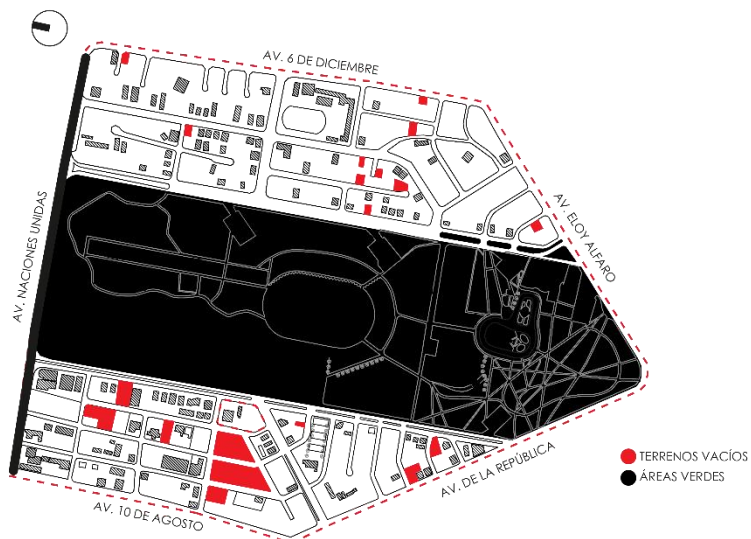 AV. 6 DE DICIEMBRE
AV. NACIONES UNIDAS
AV. ELOY ALFARO
AV. DE LA REPÚBLICA
AV. 10 DE AGOSTO
TERRENOS VACÍOS
ÁREAS VERDES